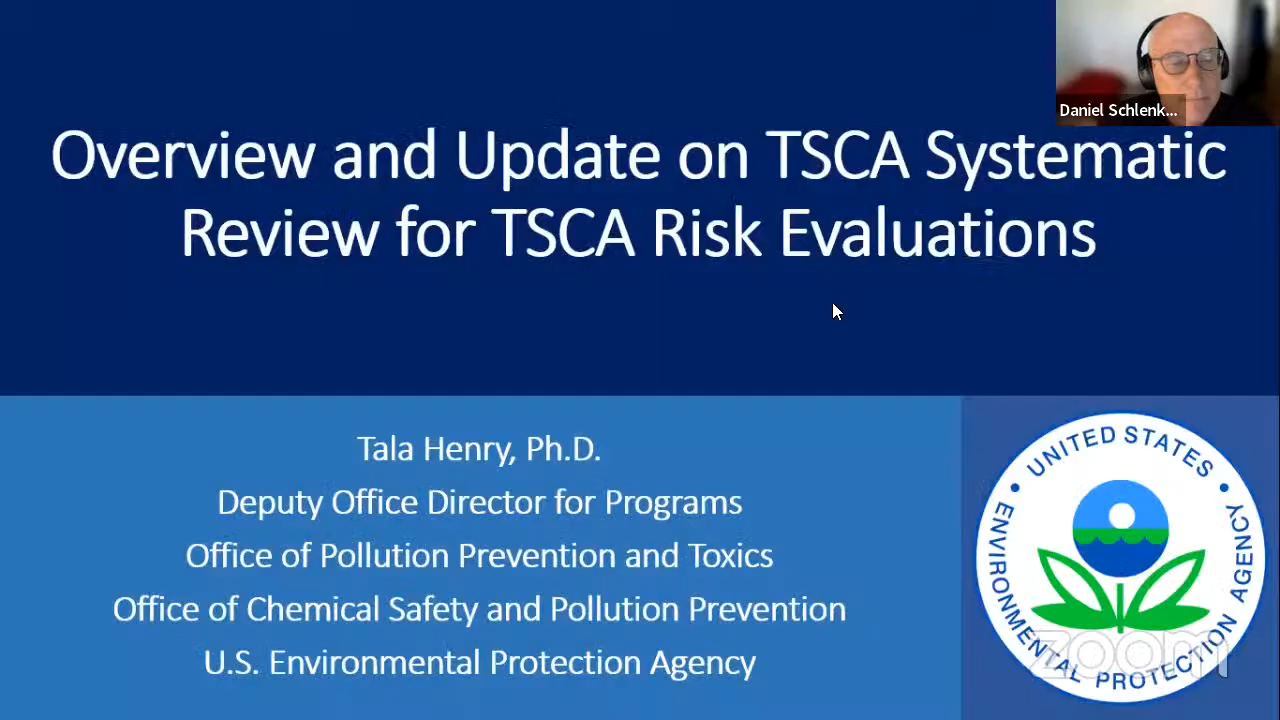 Daniel Schlenk...
Overview and Update on TSCA Systematic
Review for TSCA Risk Evaluations
Tala Henry, Ph.D.
Deputy Office Director for Programs
Office of Pollution Prevention and Toxics
Office of Chemical Safety and Pollution Prevention
U.S. Environmental Protection Agency
UNITED STATES
ENVIRONMENTAL PROTECTION AGENCY
zoom